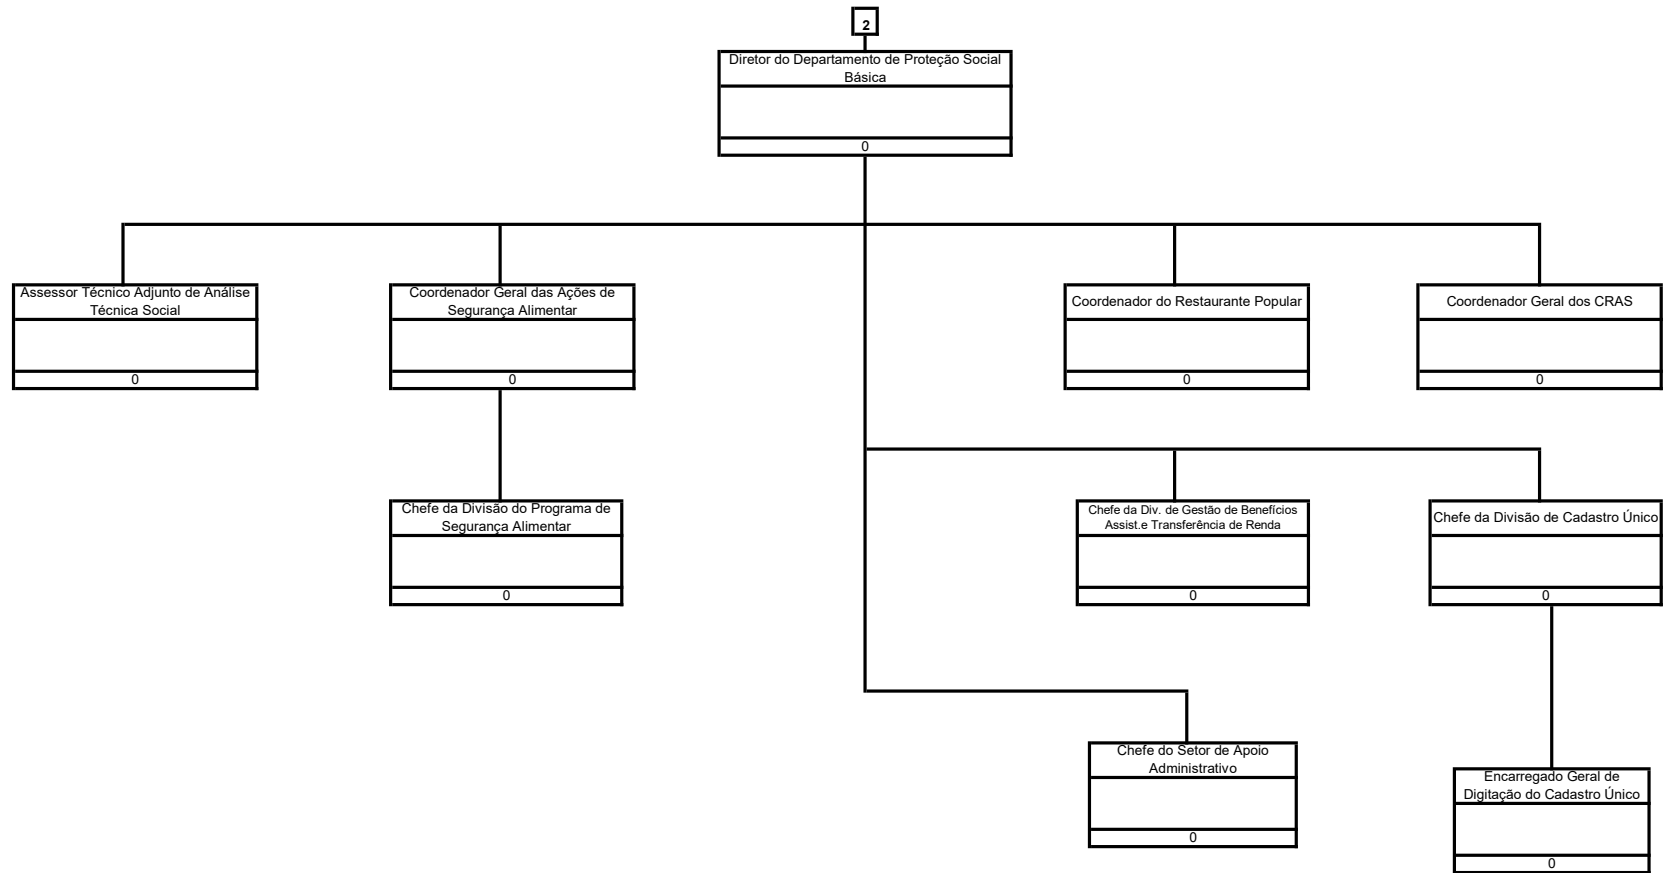 2
Diretor do Departamento de Proteção Social
Básica
0
Assessor Técnico Adjunto de Análise
Técnica Social
0
Coordenador Geral das Ações de
Segurança Alimentar
0
Coordenador do Restaurante Popular
0
Coordenador Geral dos CRAS
0
Chefe da Divisão do Programa de
Segurança Alimentar
0
Chefe da Div. de Gestão de Benefícios
Assist.e Transferência de Renda
0
Chefe da Divisão de Cadastro Único
0
Chefe do Setor de Apoio
Administrativo
0
Encarregado Geral de
Digitação do Cadastro Único
0